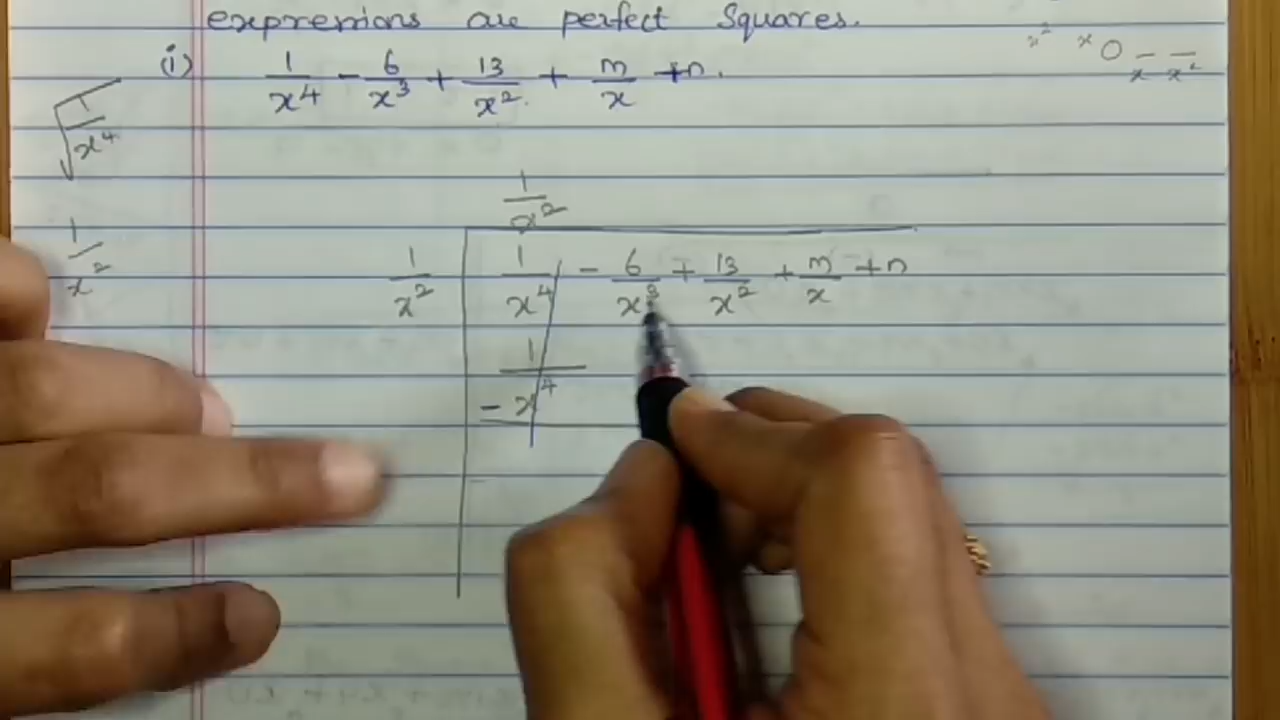 expressions are perfect Squares.
(i) 1/x⁴ - 6/x³ + 13/x² + m/x + n.
√(1/x⁴)
1/x²
1/x²
1/x² | 1/x⁴ - 6/x³ + 13/x² + m/x + n
- 1/x⁴